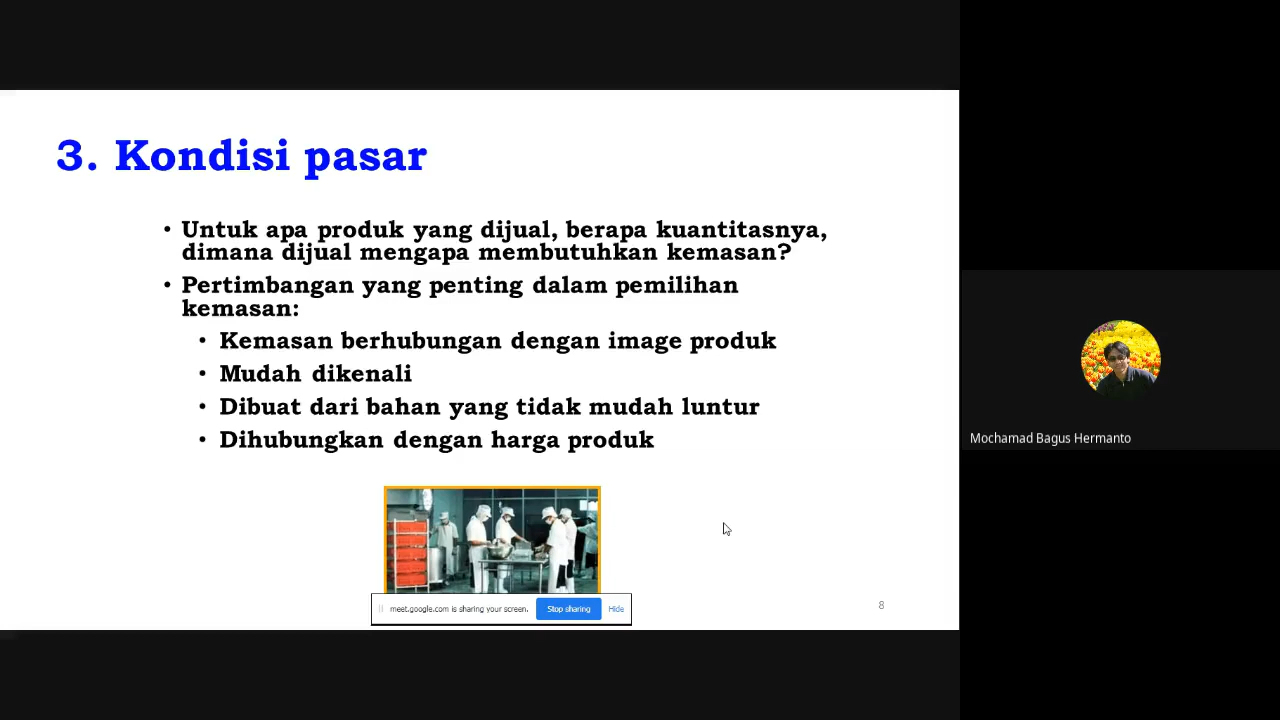 3. Kondisi pasar
• Untuk apa produk yang dijual, berapa kuantitasnya,
dimana dijual mengapa membutuhkan kemasan?
• Pertimbangan yang penting dalam pemilihan
kemasan:
• Kemasan berhubungan dengan image produk
• Mudah dikenali
• Dibuat dari bahan yang tidak mudah luntur
• Dihubungkan dengan harga produk
meet.google.com is sharing your screen. Stop sharing Hide
8
Mochamad Bagus Hermanto